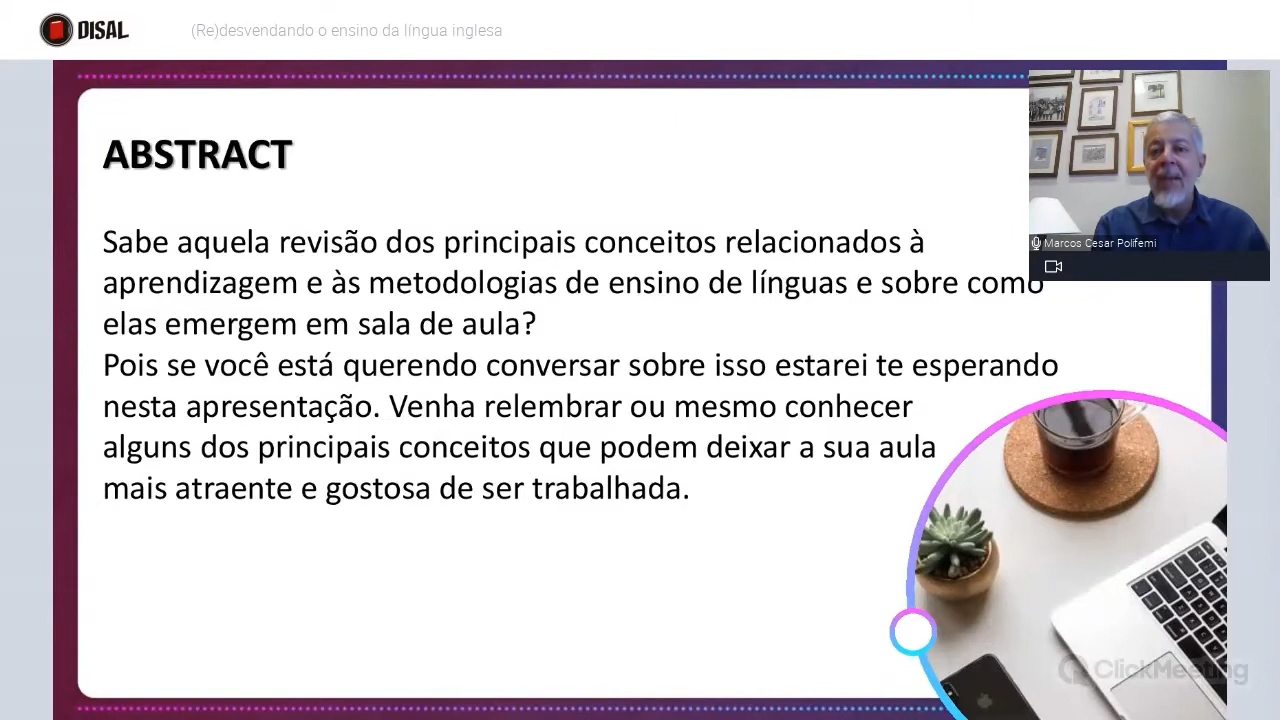 DISAL
(Re)desvendando o ensino da língua inglesa
ABSTRACT
Sabe aquela revisão dos principais conceitos relacionados à
aprendizagem e às metodologias de ensino de línguas e sobre como
elas emergem em sala de aula?
Pois se você está querendo conversar sobre isso estarei te esperando
nesta apresentação. Venha relembrar ou mesmo conhecer
alguns dos principais conceitos que podem deixar a sua aula
mais atraente e gostosa de ser trabalhada.
Marcos Cesar Polifemi
ClickMeeting